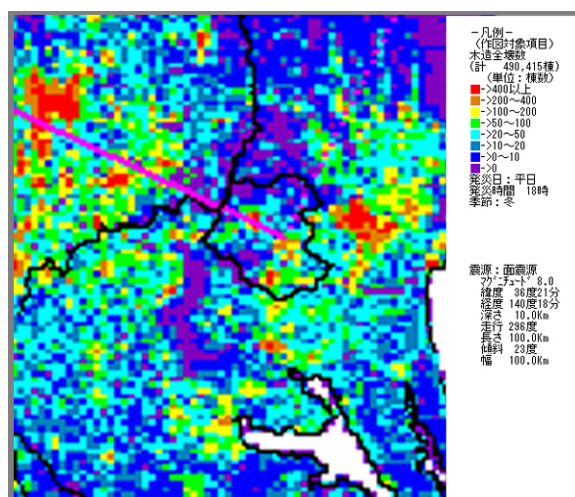 －凡例－
(作図対象項目)
木造全壊数
(計　490,415棟)
(単位：棟数)
->400以上
->200～400
->100～200
->50～100
->20～50
->10～20
->0～10
->0
発災日：平日
発災時間　18時
季節：冬
震源：面震源
ﾏｸﾞﾆﾁｭｰﾄﾞ 8.0
緯度　36度21分
経度　140度18分
深さ　10.0Km
走行　296度
長さ　100.0Km
傾斜　23度
幅　100.0Km